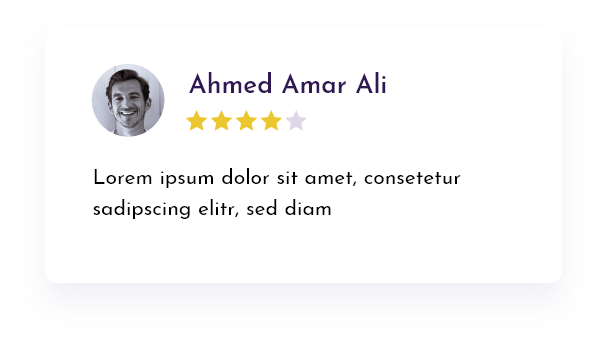 Ahmed Amar Ali
Lorem ipsum dolor sit amet, consetetur
sadipscing elitr, sed diam